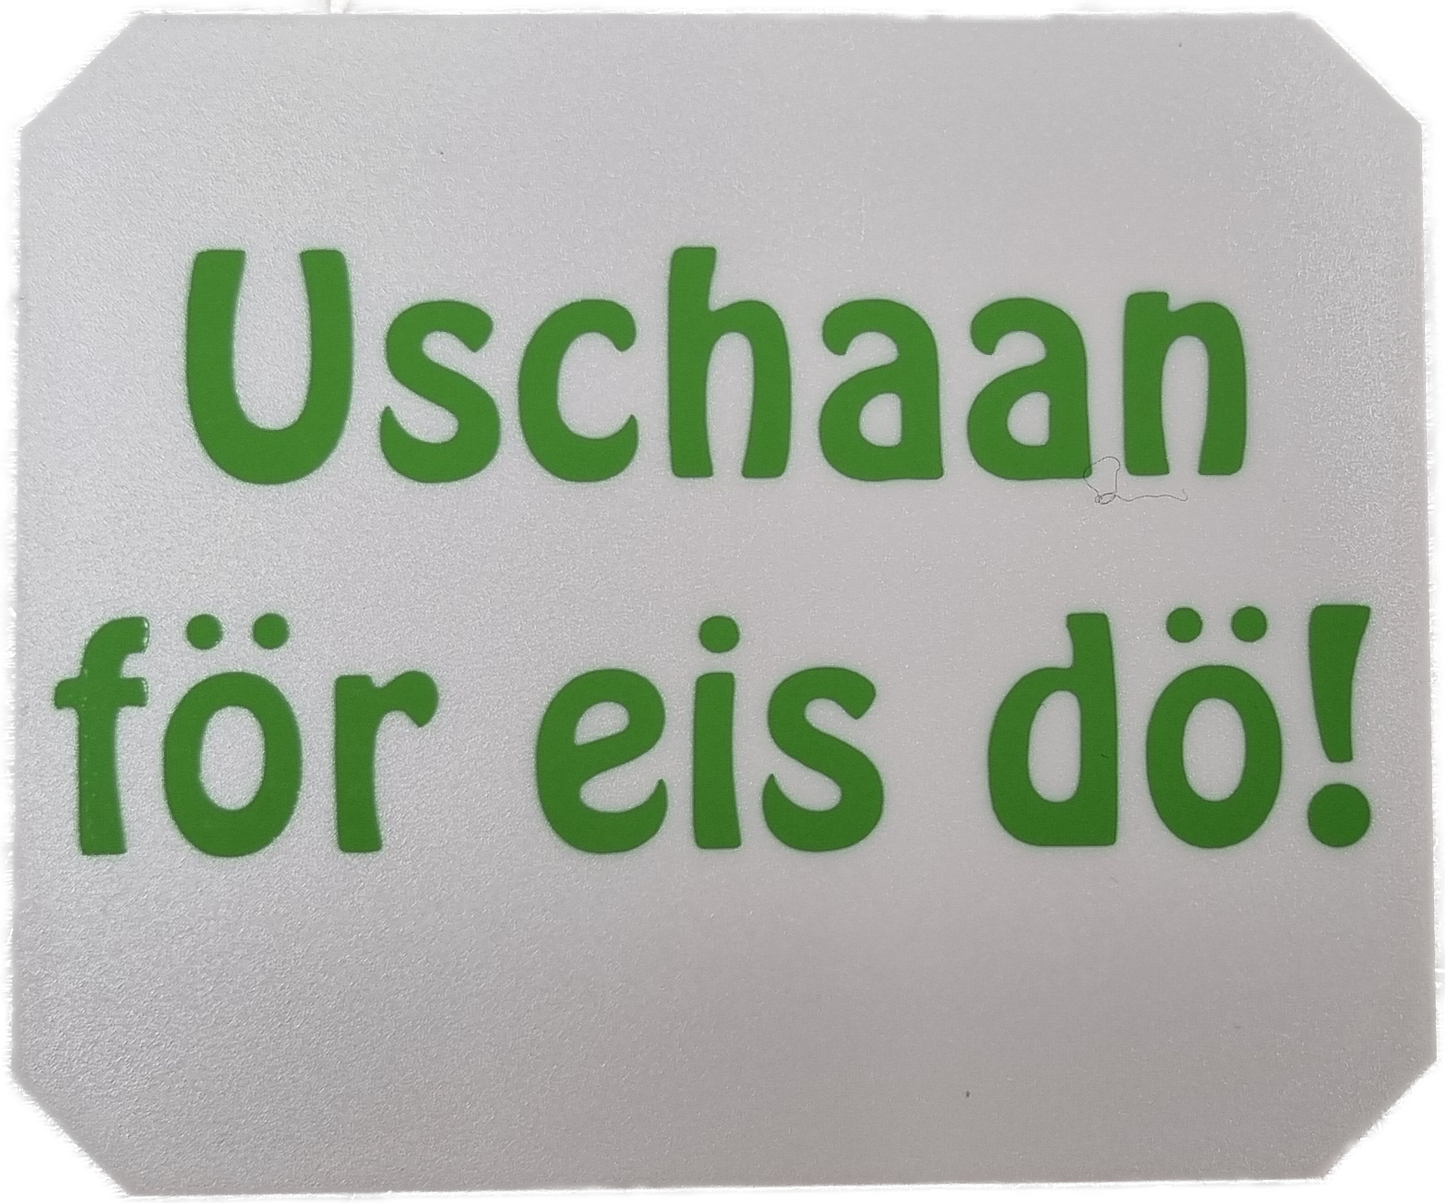 Uschaan
för eis dö!